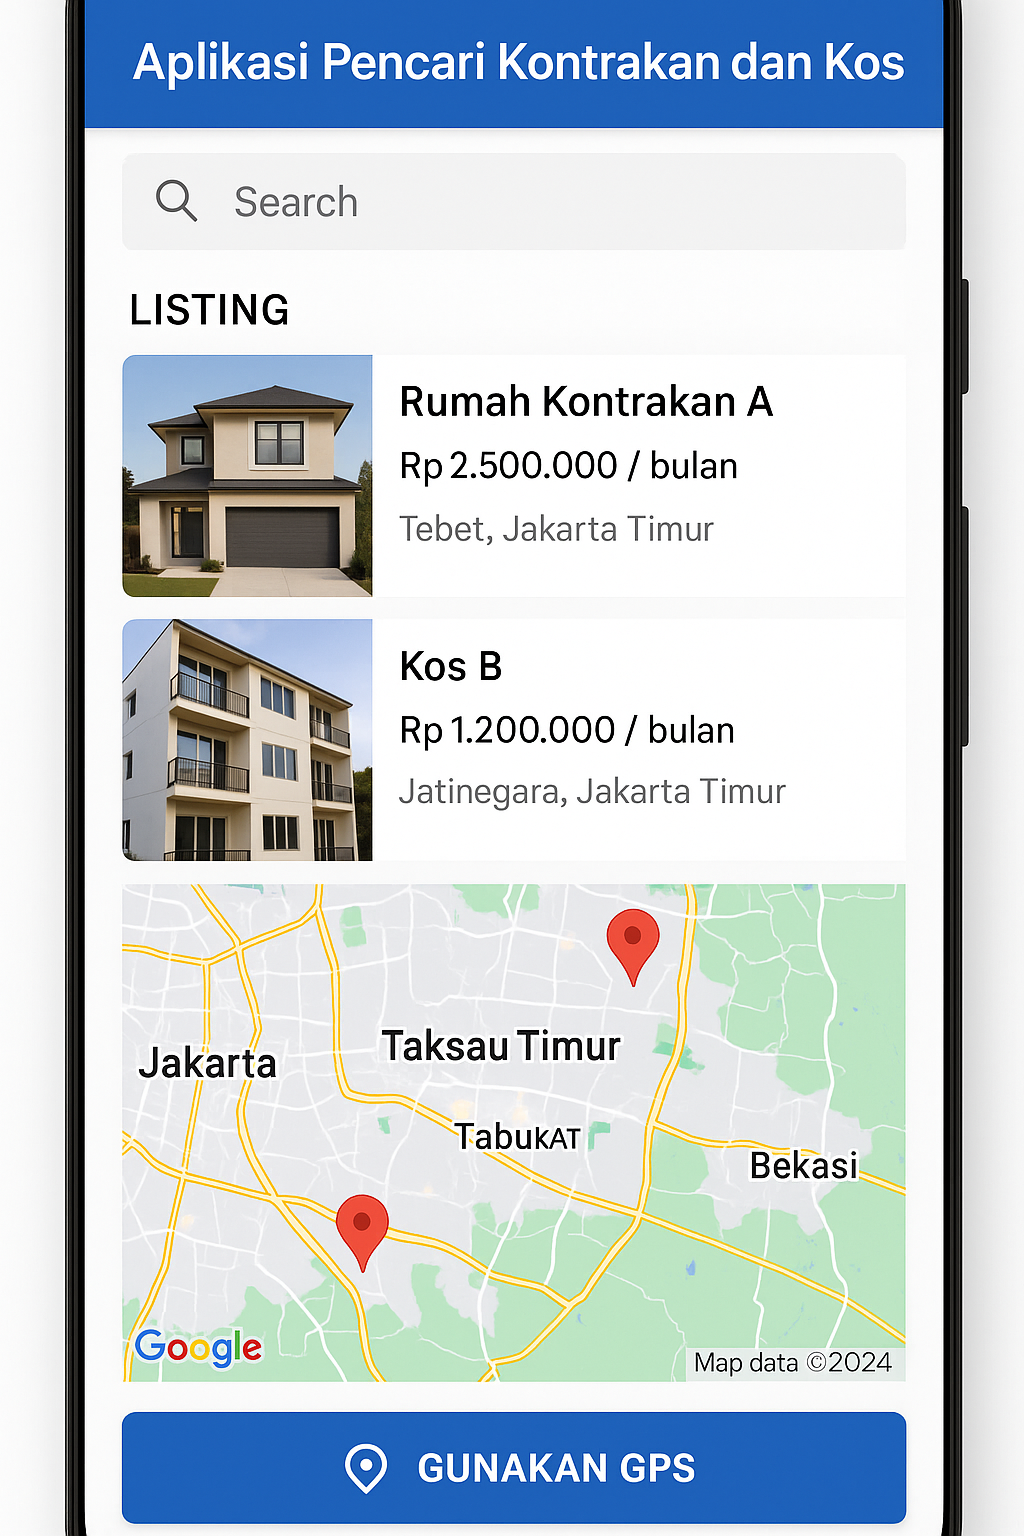 Aplikasi Pencari Kontrakan dan Kos
Search
LISTING
Rumah Kontrakan A
Rp 2.500.000 / bulan
Tebet, Jakarta Timur
Kos B
Rp 1.200.000 / bulan
Jatinegara, Jakarta Timur
Taksau Timur
Jakarta
TabuKAT
Bekasi
Google
Map data ©2024
GUNAKAN GPS